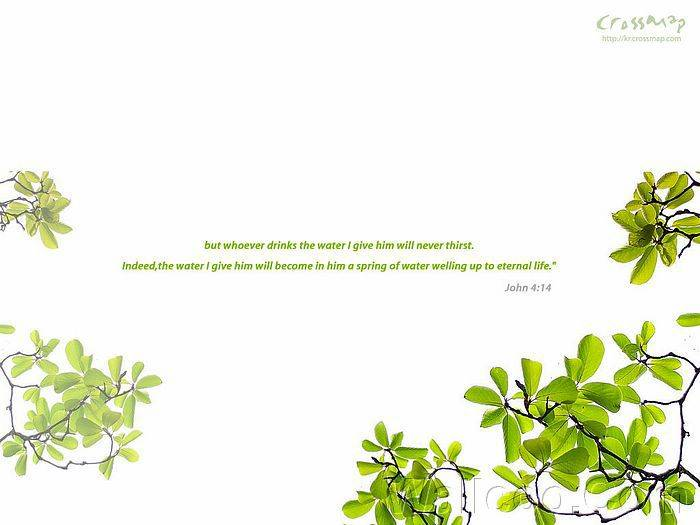 crossmap
http://kr.crossmap.com
but whoever drinks the water I give him will never thirst.
Indeed,the water I give him will become in him a spring of water welling up to eternal life."
John 4:14